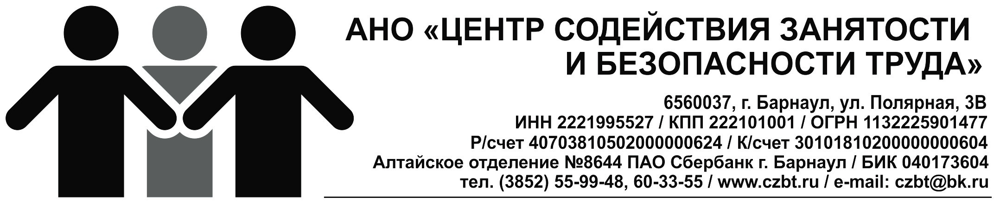 АНО «ЦЕНТР СОДЕЙСТВИЯ ЗАНЯТОСТИ
И БЕЗОПАСНОСТИ ТРУДА»
6560037, г. Барнаул, ул. Полярная, 3В
ИНН 2221995527 / КПП 222101001 / ОГРН 1132225901477
Р/счет 40703810502000000624 / К/счет 30101810200000000604
Алтайское отделение №8644 ПАО Сбербанк г. Барнаул / БИК 040173604
тел. (3852) 55-99-48, 60-33-55 / www.czbt.ru / e-mail: czbt@bk.ru